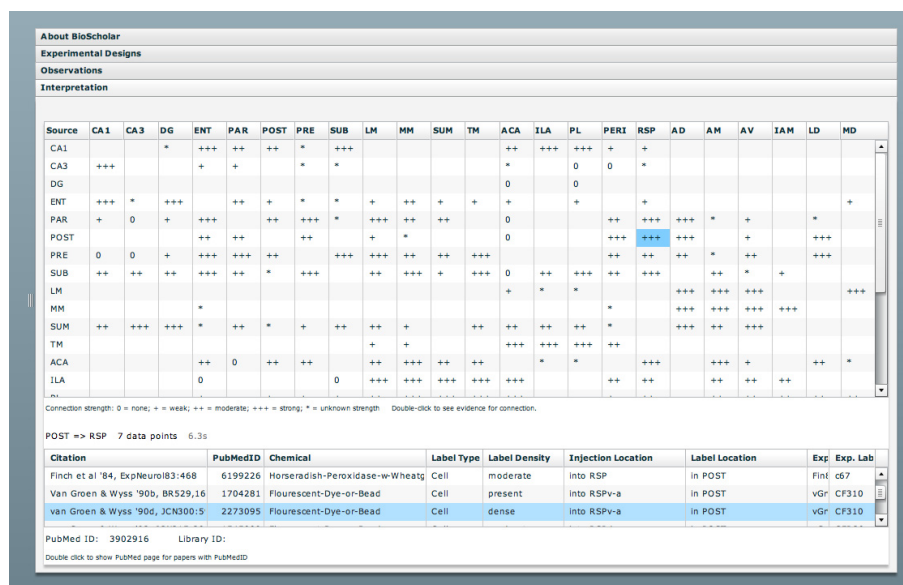 About BioScholar
Experimental Designs
Observations
Interpretation
Source CA1 CA3 DG ENT PAR POST PRE SUB LM MM SUM TM ACA ILA PL PERI RSP AD AM AV IAM LD MD
CA1 * +++ ++ ++ * +++ ++ +++ +++ + +
CA3 +++ + + * * * 0 0 *
DG 0 0
ENT +++ * +++ ++ + * * + ++ + + + + + +
PAR + 0 + +++ ++ +++ * +++ ++ ++ 0 ++ +++ +++ * + *
POST ++ ++ ++ + * 0 +++ +++ +++ + +++
PRE 0 0 + +++ +++ ++ +++ +++ ++ ++ +++ ++ ++ ++ * ++ +++
SUB ++ ++ ++ +++ ++ * +++ ++ +++ + +++ 0 ++ +++ ++ +++ ++ * +
LM + * * +++ +++ +++ +++
MM * * +++ +++ +++ +++
SUM ++ +++ +++ * ++ * + ++ ++ + ++ ++ ++ ++ * +++ ++ +++
TM + + +++ +++ +++ ++
ACA ++ 0 ++ ++ ++ +++ ++ ++ * * +++ +++ + ++ *
ILA 0 0 +++ +++ +++ +++ +++ ++ ++ ++ ++ ++
Connection strength: 0 = none; + = weak; ++ = moderate; +++ = strong; * = unknown strength Double-click to see evidence for connection.
POST => RSP 7 data points 6.3s
Citation PubMedID Chemical Label Type Label Density Injection Location Label Location Exp Exp. Lab
Finch et al '84, ExpNeurol83:468 6199226 Horseradish-Peroxidase-w-Wheatg Cell moderate into RSP in POST Fin8 c67
Van Groen & Wyss '90b, BR529,16 1704281 Flourescent-Dye-or-Bead Cell present into RSPv-a in POST vGr CF310
van Groen & Wyss '90d, JCN300:5 2273095 Flourescent-Dye-or-Bead Cell dense into RSPv-a in POST vGr CF310
PubMed ID: 3902916 Library ID:
Double click to show PubMed page for papers with PubMedID